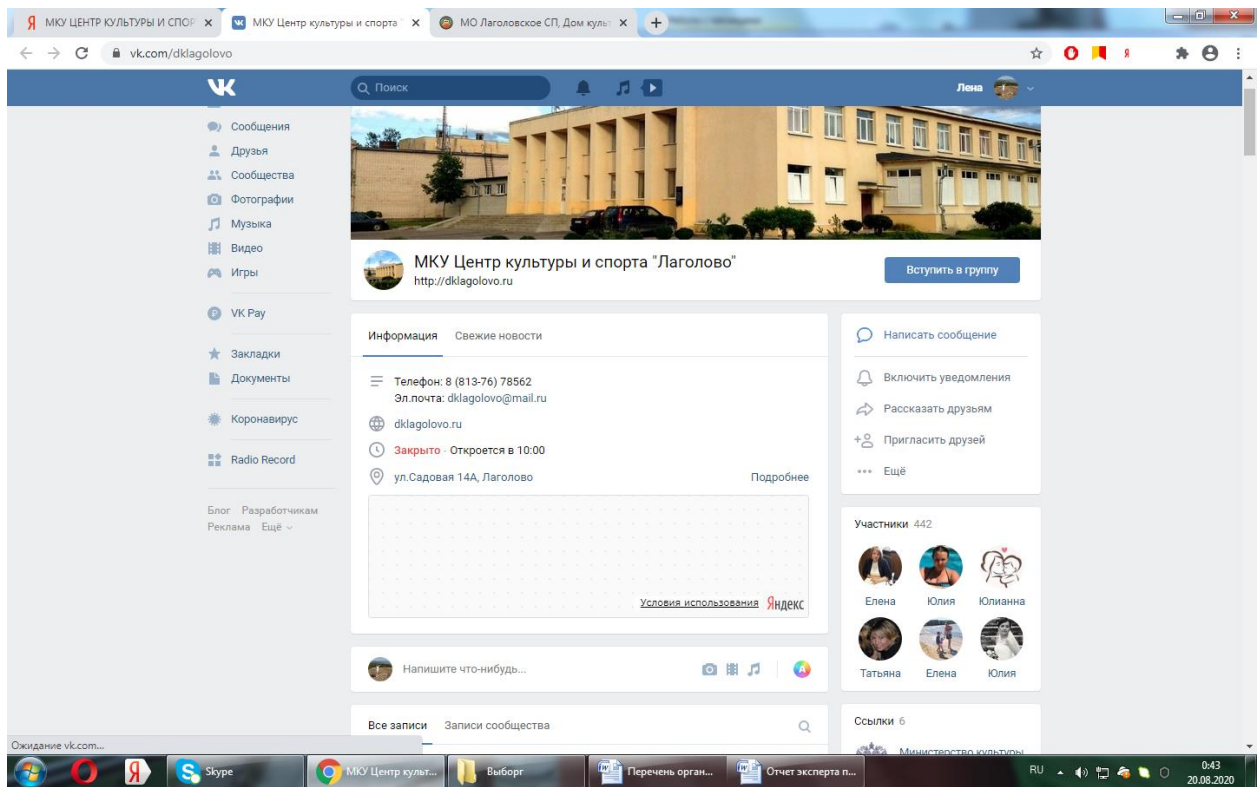 МКУ ЦЕНТР КУЛЬТУРЫ И СПОР
МКУ Центр культуры и спорта "
МО Лаголовское СП, Дом культ
vk.com/dklagolovo
Поиск
Лена
Сообщения
Друзья
Сообщества
Фотографии
Музыка
Видео
Игры
VK Pay
Закладки
Документы
Коронавирус
Radio Record
Блог Разработчикам
Реклама Ещё
МКУ Центр культуры и спорта "Лаголово"
http://dklagolovo.ru
Вступить в группу
Информация Свежие новости
Телефон: 8 (813-76) 78562
Эл.почта: dklagolovo@mail.ru
dklagolovo.ru
Закрыто · Откроется в 10:00
ул.Садовая 14А, Лаголово Подробнее
Условия использования Яндекс
Напишите что-нибудь...
Все записи Записи сообщества
Написать сообщение
Включить уведомления
Рассказать друзьям
Пригласить друзей
Ещё
Участники 442
Елена Юлия Юлианна
Татьяна Елена Юлия
Ссылки 6
Министерство культуры
Ожидание vk.com...
Skype
МКУ Центр культ...
Выборг
Перечень орган...
Отчет эксперта п...
RU
0:43
20.08.2020